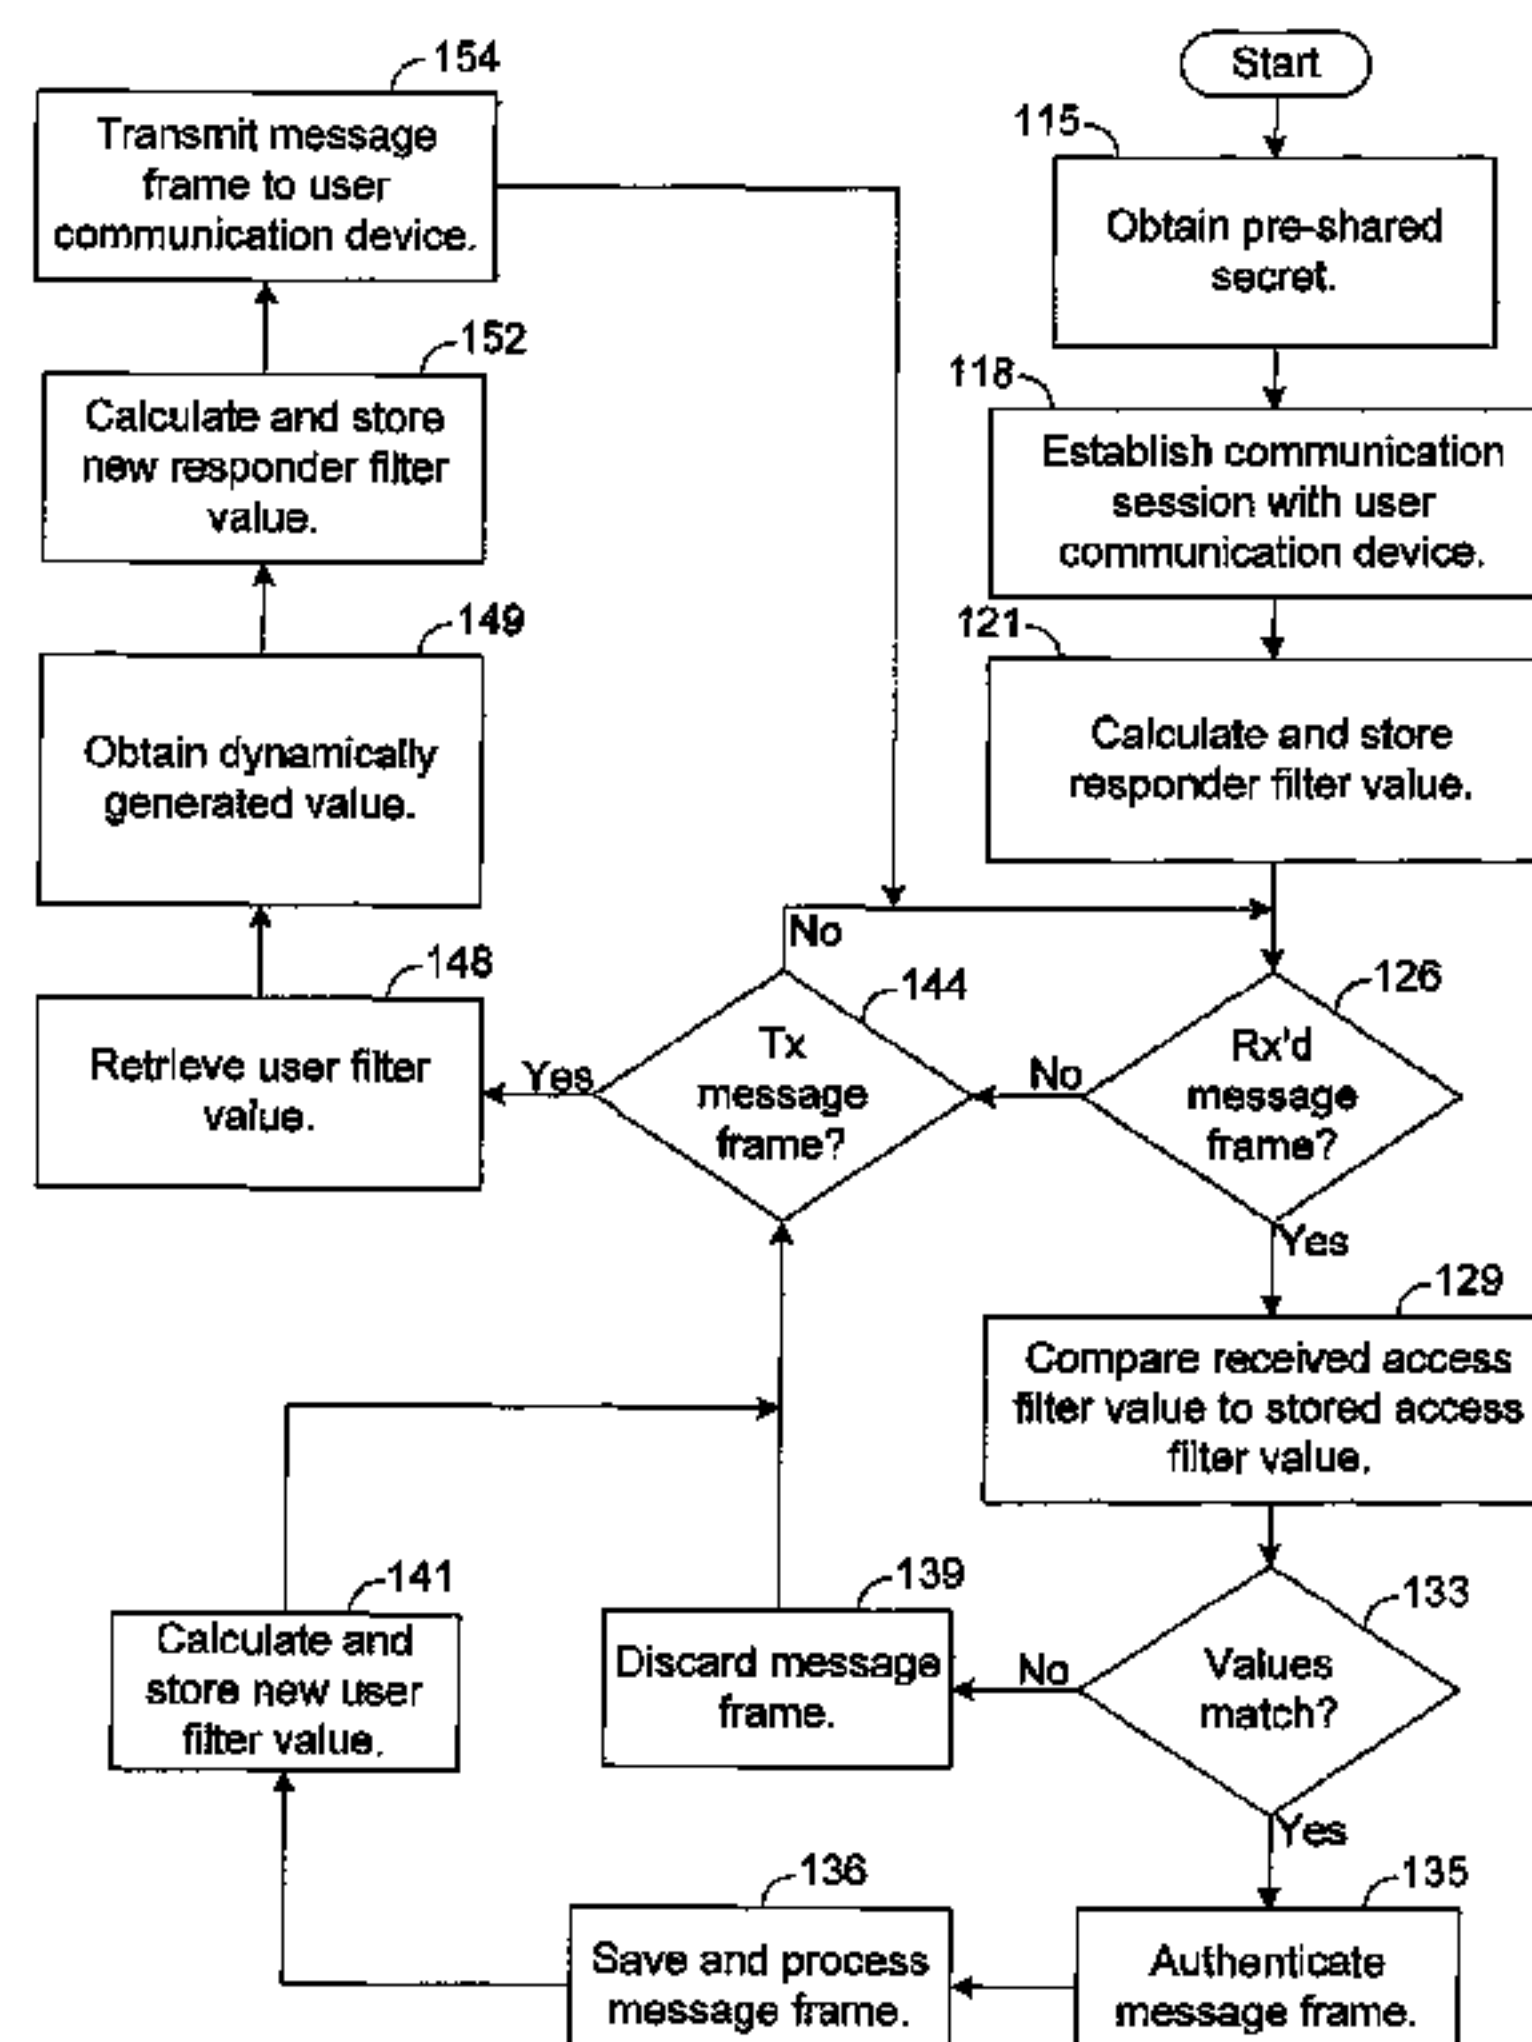 Start
115
Obtain pre-shared
secret.
118
Establish communication
session with user
communication device.
121
Calculate and store
responder filter value.
126
Rx'd
message
frame?
No
Yes
129
Compare received access
filter value to stored access
filter value.
133
Values
match?
No
Yes
135
Authenticate
message frame.
136
Save and process
message frame.
139
Discard message
frame.
141
Calculate and
store new user
filter value.
144
Tx
message
frame?
No
Yes
148
Retrieve user filter
value.
149
Obtain dynamically
generated value.
152
Calculate and store
new responder filter
value.
154
Transmit message
frame to user
communication device.